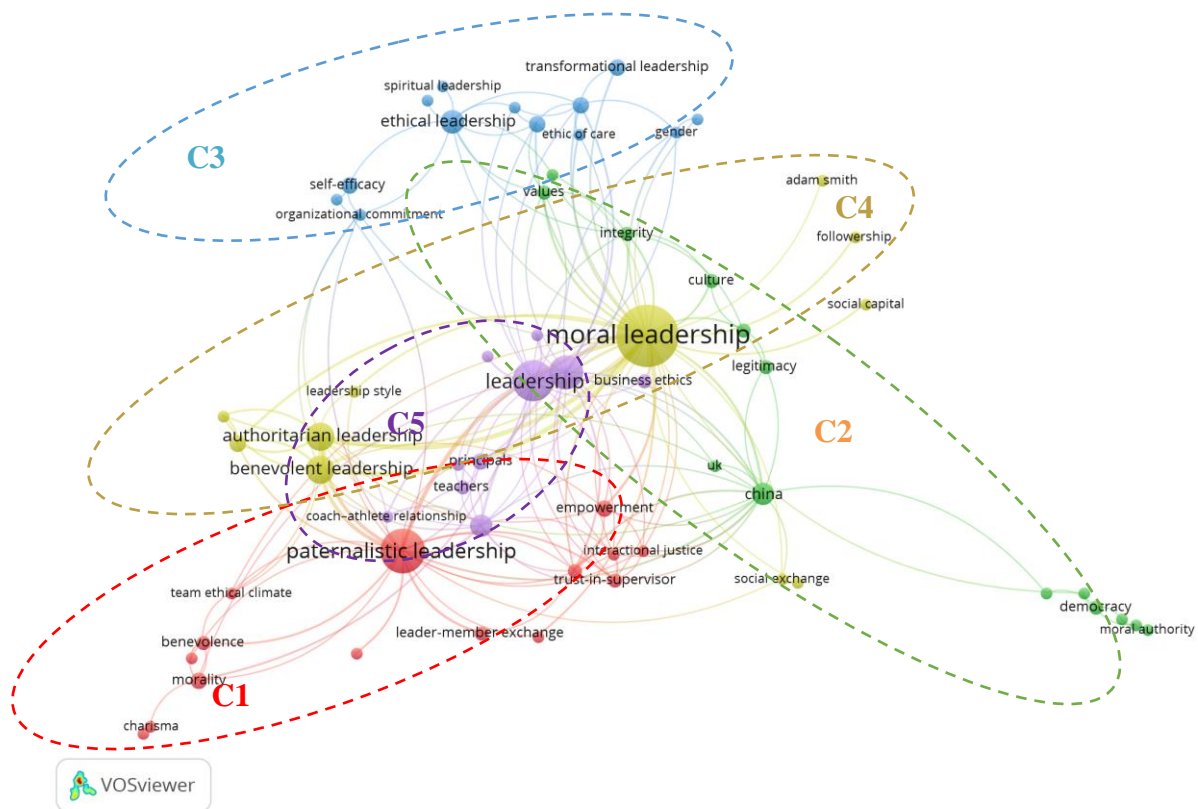 transformational leadership
spiritual leadership
ethical leadership
ethic of care
gender
C3
self-efficacy
values
adam smith
organizational commitment
C4
integrity
followership
culture
social capital
moral leadership
legitimacy
leadership
business ethics
leadership style
C5
C2
authoritarian leadership
benevolent leadership
principals
uk
teachers
china
empowerment
coach–athlete relationship
paternalistic leadership
interactional justice
trust-in-supervisor
social exchange
team ethical climate
democracy
moral authority
leader-member exchange
benevolence
morality
C1
charisma
VOSviewer